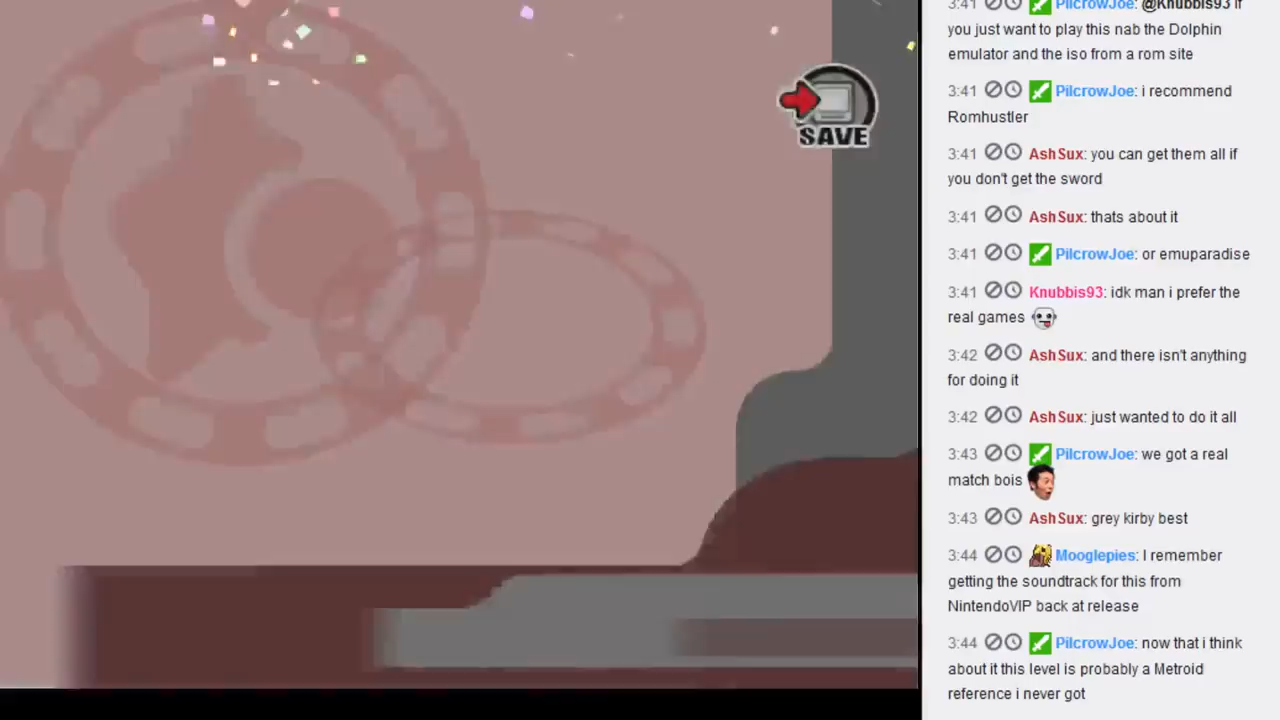 SAVE
3:41 PilcrowJoe: @Knubbis93 if
you just want to play this nab the Dolphin
emulator and the iso from a rom site
3:41 PilcrowJoe: i recommend
Romhustler
3:41 AshSux: you can get them all if
you don't get the sword
3:41 AshSux: thats about it
3:41 PilcrowJoe: or emuparadise
3:41 Knubbis93: idk man i prefer the
real games
3:42 AshSux: and there isn't anything
for doing it
3:42 AshSux: just wanted to do it all
3:43 PilcrowJoe: we got a real
match bois
3:43 AshSux: grey kirby best
3:44 Mooglepies: I remember
getting the soundtrack for this from
NintendoVIP back at release
3:44 PilcrowJoe: now that i think
about it this level is probably a Metroid
reference i never got